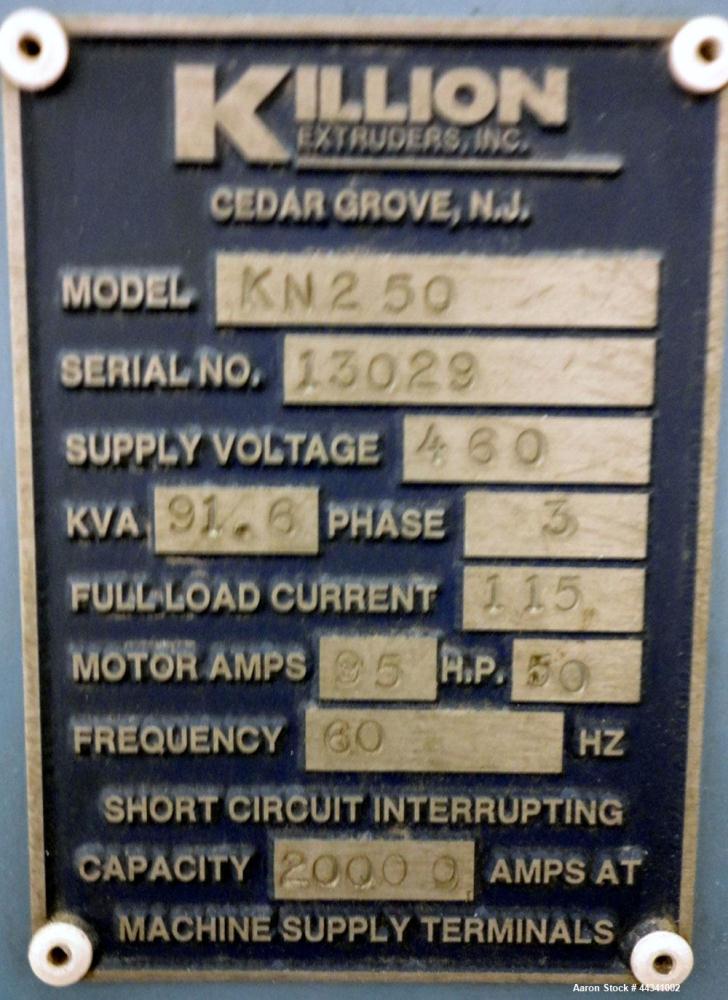 KILLION
EXTRUDERS, INC.
CEDAR GROVE, N.J.
MODEL KN250
SERIAL NO. 13029
SUPPLY VOLTAGE 460
KVA 91.6 PHASE 3
FULL LOAD CURRENT 115
MOTOR AMPS H.P. 50
FREQUENCY 60 HZ
SHORT CIRCUIT INTERRUPTING
CAPACITY 20000 AMPS AT
MACHINE SUPPLY TERMINALS
Aaron Stock # 44341002